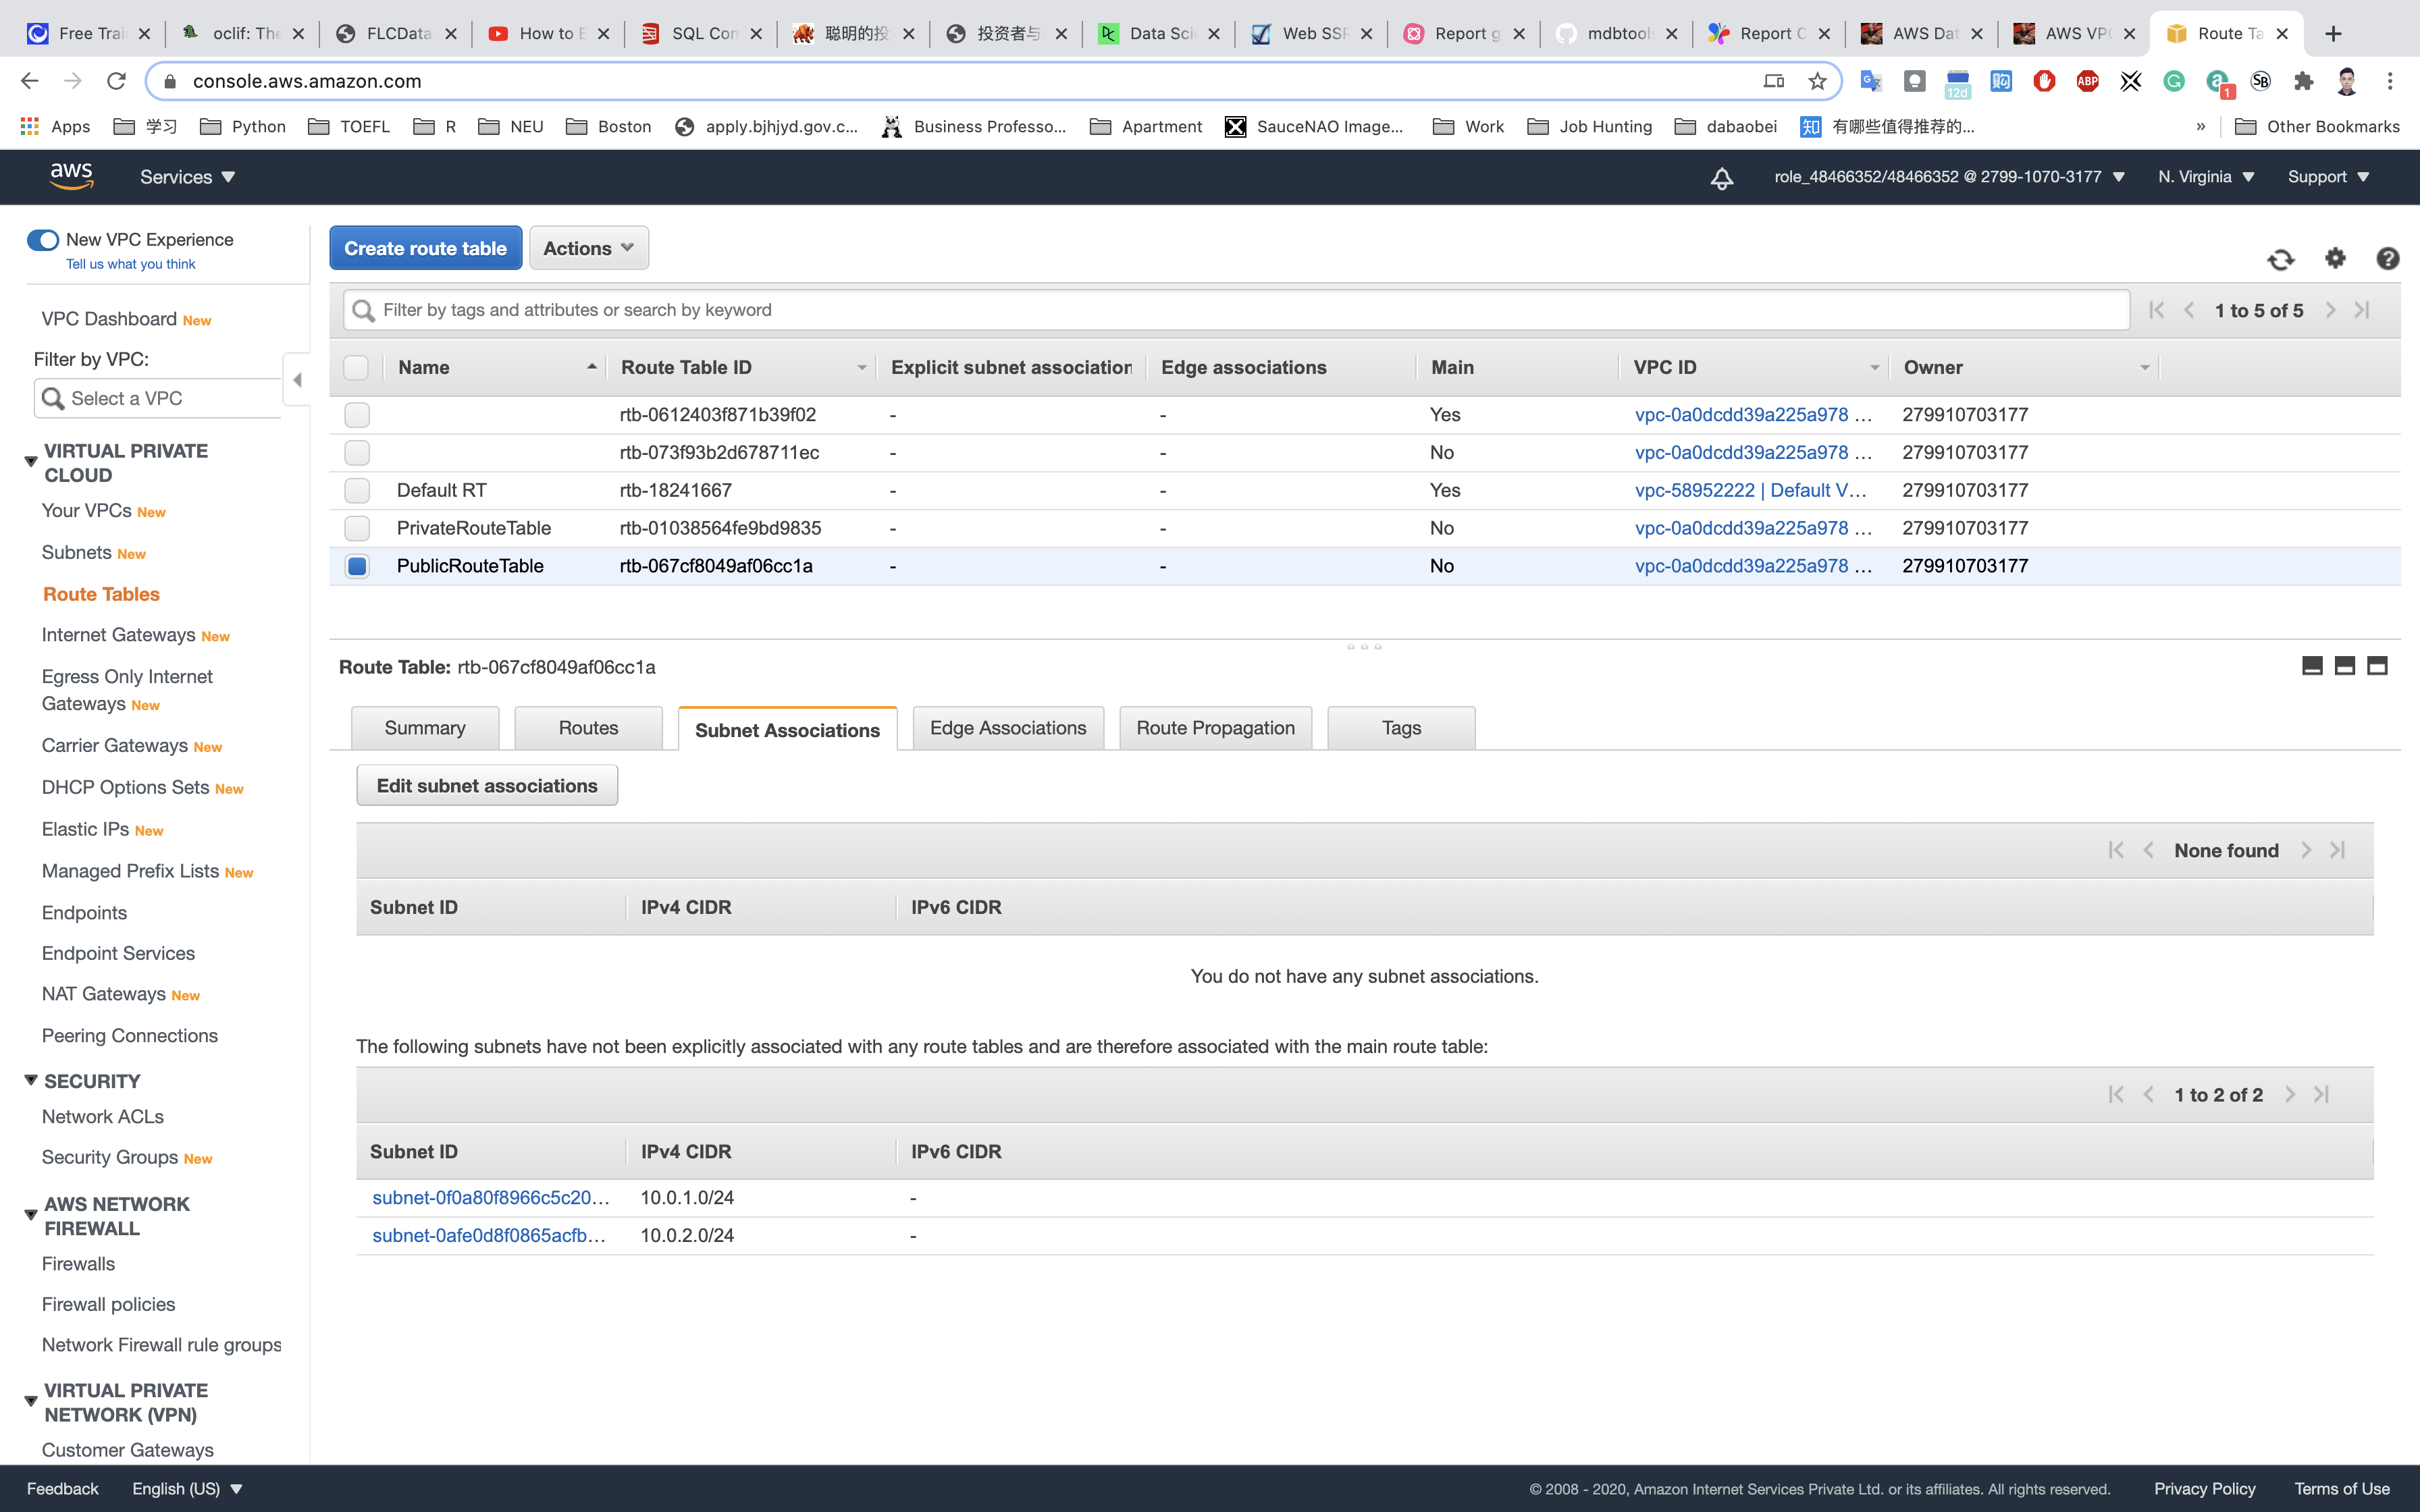 Free Trai
oclif: The
FLCData
How to E
SQL Con
聪明的投
投资者与
Data Sci
Web SSF
Report g
mdbtools
Report C
AWS Dat
AWS VPC
Route Ta
console.aws.amazon.com
12d
ABP
1
SB
Apps
学习
Python
TOEFL
R
NEU
Boston
apply.bjhjyd.gov.c...
Business Professo...
Apartment
SauceNAO Image...
Work
Job Hunting
dabaobei
知 有哪些值得推荐的...
»
Other Bookmarks
aws
Services
role_48466352/48466352 @ 2799-1070-3177
N. Virginia
Support
New VPC Experience
Tell us what you think
VPC Dashboard New
Filter by VPC:
Select a VPC
VIRTUAL PRIVATE
CLOUD
Your VPCs New
Subnets New
Route Tables
Internet Gateways New
Egress Only Internet
Gateways New
Carrier Gateways New
DHCP Options Sets New
Elastic IPs New
Managed Prefix Lists New
Endpoints
Endpoint Services
NAT Gateways New
Peering Connections
SECURITY
Network ACLs
Security Groups New
AWS NETWORK
FIREWALL
Firewalls
Firewall policies
Network Firewall rule groups
VIRTUAL PRIVATE
NETWORK (VPN)
Customer Gateways
Create route table
Actions
Filter by tags and attributes or search by keyword
1 to 5 of 5
Name Route Table ID Explicit subnet association Edge associations Main VPC ID Owner
rtb-0612403f871b39f02 - - Yes vpc-0a0dcdd39a225a978 ... 279910703177
rtb-073f93b2d678711ec - - No vpc-0a0dcdd39a225a978 ... 279910703177
Default RT rtb-18241667 - - Yes vpc-58952222 | Default V... 279910703177
PrivateRouteTable rtb-01038564fe9bd9835 - - No vpc-0a0dcdd39a225a978 ... 279910703177
PublicRouteTable rtb-067cf8049af06cc1a - - No vpc-0a0dcdd39a225a978 ... 279910703177
Route Table: rtb-067cf8049af06cc1a
Summary
Routes
Subnet Associations
Edge Associations
Route Propagation
Tags
Edit subnet associations
None found
Subnet ID IPv4 CIDR IPv6 CIDR
You do not have any subnet associations.
The following subnets have not been explicitly associated with any route tables and are therefore associated with the main route table:
1 to 2 of 2
Subnet ID IPv4 CIDR IPv6 CIDR
subnet-0f0a80f8966c5c20... 10.0.1.0/24 -
subnet-0afe0d8f0865acfb... 10.0.2.0/24 -
Feedback
English (US)
© 2008 - 2020, Amazon Internet Services Private Ltd. or its affiliates. All rights reserved.
Privacy Policy
Terms of Use